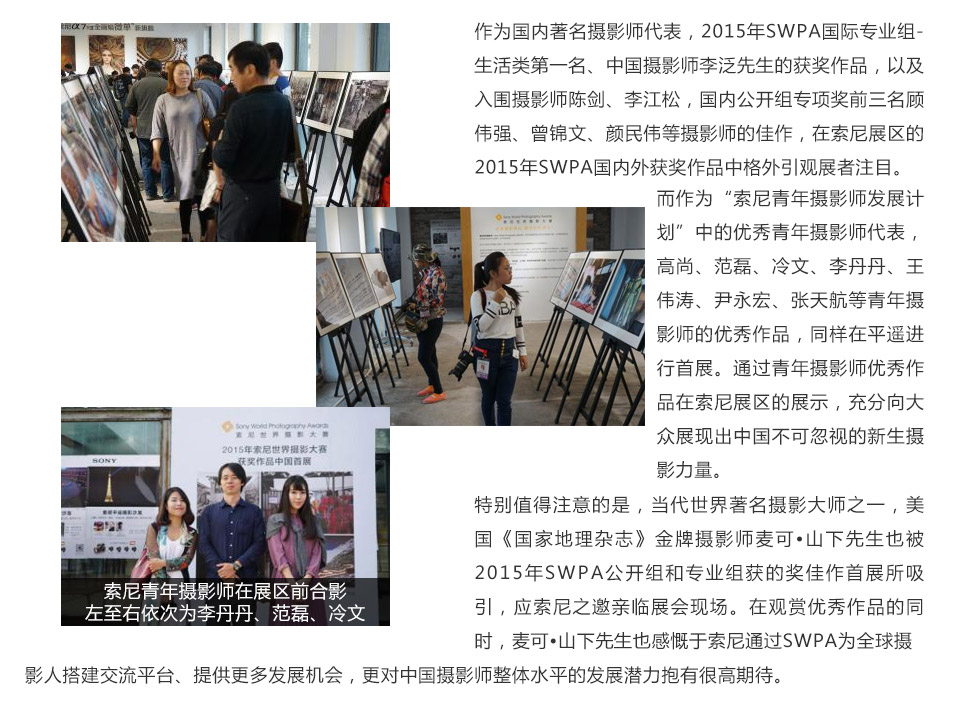 作为国内著名摄影师代表，2015年SWPA国际专业组-
生活类第一名、中国摄影师李泛先生的获奖作品，以及
入围摄影师陈剑、李江松，国内公开组专项奖前三名顾
伟强、曾锦文、颜民伟等摄影师的佳作，在索尼展区的
2015年SWPA国内外获奖作品中格外引观展者注目。
而作为“索尼青年摄影师发展计
划”中的优秀青年摄影师代表，
高尚、范磊、冷文、李丹丹、王
伟涛、尹永宏、张天航等青年摄
影师的优秀作品，同样在平遥进
行首展。通过青年摄影师优秀作
品在索尼展区的展示，充分向大
众展现出中国不可忽视的新生摄
影力量。
Sony World Photography Awards
索尼世界摄影大赛
Sony World Photography Awards
索尼世界摄影大赛
2015年索尼世界摄影大赛
获奖作品中国首展
SONY
索尼青年摄影师在展区前合影
左至右依次为李丹丹、范磊、冷文
特别值得注意的是，当代世界著名摄影大师之一，美
国《国家地理杂志》金牌摄影师麦可•山下先生也被
2015年SWPA公开组和专业组获的奖佳作首展所吸
引，应索尼之邀亲临展会现场。在观赏优秀作品的同
时，麦可•山下先生也感慨于索尼通过SWPA为全球摄
影人搭建交流平台、提供更多发展机会，更对中国摄影师整体水平的发展潜力抱有很高期待。